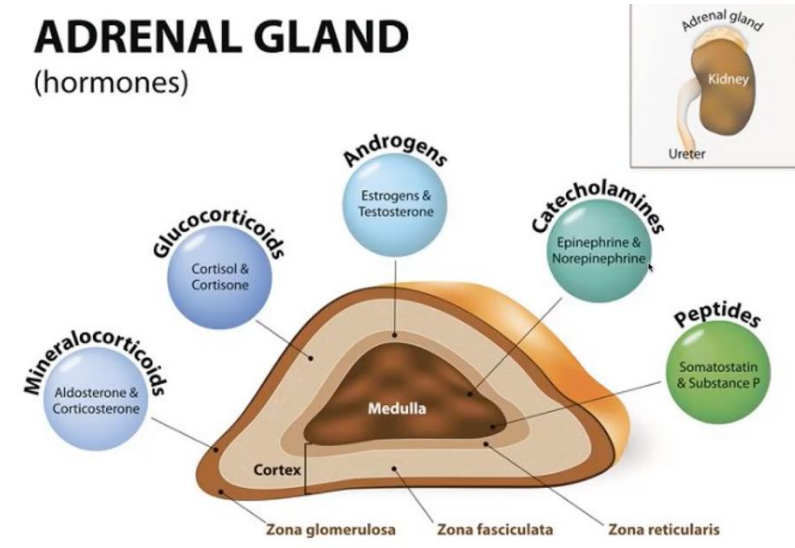 ADRENAL GLAND
(hormones)
Adrenal gland
Kidney
Ureter
Androgens
Estrogens &
Testosterone
Catecholamines
Epinephrine &
Norepinephrine
Glucocorticoids
Cortisol &
Cortisone
Peptides
Somatostatin
& Substance P
Mineralocorticoids
Aldosterone &
Corticosterone
Medulla
Cortex
Zona glomerulosa
Zona fasciculata
Zona reticularis